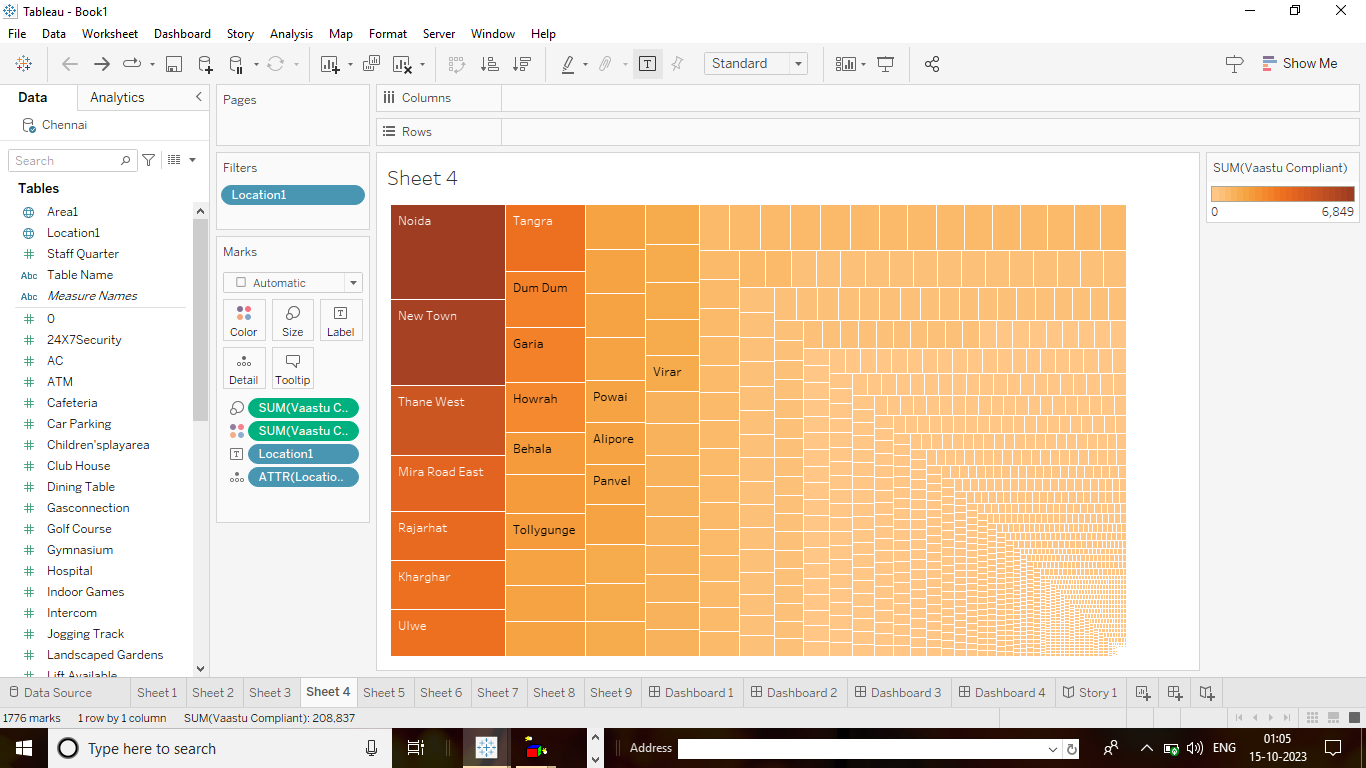 Tableau - Book1
File Data Worksheet Dashboard Story Analysis Map Format Server Window Help
Standard
Show Me
Data Analytics
Chennai
Search
Tables
Area1
Location1
Staff Quarter
Abc Table Name
Abc Measure Names
0
24X7Security
AC
ATM
Cafeteria
Car Parking
Children'splayarea
Club House
Dining Table
Gasconnection
Golf Course
Gymnasium
Hospital
Indoor Games
Intercom
Jogging Track
Landscaped Gardens
Lift Available
Pages
Filters
Location1
Marks
Automatic
Color Size Label
Detail Tooltip
SUM(Vaastu C..
SUM(Vaastu C..
Location1
ATTR(Locatio..
Columns
Rows
Sheet 4
Noida
New Town
Thane West
Mira Road East
Rajarhat
Kharghar
Ulwe
Tangra
Dum Dum
Garia
Howrah
Behala
Tollygunge
Powai
Alipore
Panvel
Virar
SUM(Vaastu Compliant)
0 6,849
Data Source Sheet 1 Sheet 2 Sheet 3 Sheet 4 Sheet 5 Sheet 6 Sheet 7 Sheet 8 Sheet 9 Dashboard 1 Dashboard 2 Dashboard 3 Dashboard 4 Story 1
1776 marks 1 row by 1 column SUM(Vaastu Compliant): 208,837
Type here to search
Address
ENG
01:05
15-10-2023